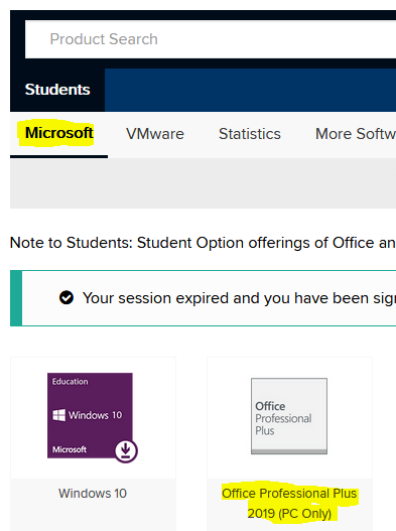 Product Search
Students
Microsoft VMware Statistics More Softw
Note to Students: Student Option offerings of Office an
Your session expired and you have been sig
Education
Windows 10
Microsoft
Office
Professional
Plus
Windows 10
Office Professional Plus
2019 (PC Only)